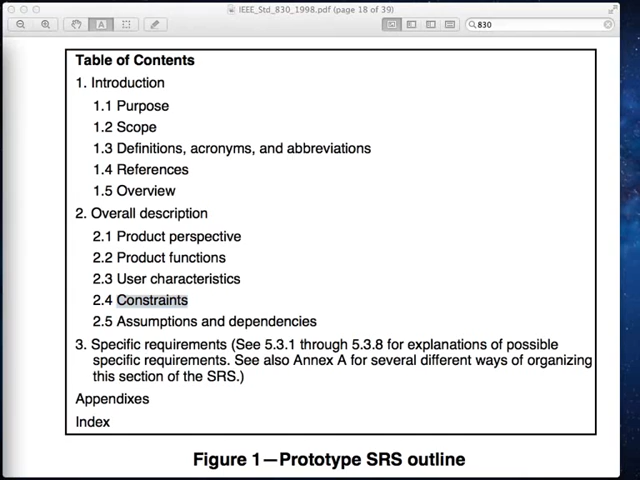 IEEE_Std_830_1998.pdf (page 18 of 39)
830
Table of Contents
1. Introduction
1.1 Purpose
1.2 Scope
1.3 Definitions, acronyms, and abbreviations
1.4 References
1.5 Overview
2. Overall description
2.1 Product perspective
2.2 Product functions
2.3 User characteristics
2.4 Constraints
2.5 Assumptions and dependencies
3. Specific requirements (See 5.3.1 through 5.3.8 for explanations of possible
specific requirements. See also Annex A for several different ways of organizing
this section of the SRS.)
Appendixes
Index
Figure 1—Prototype SRS outline